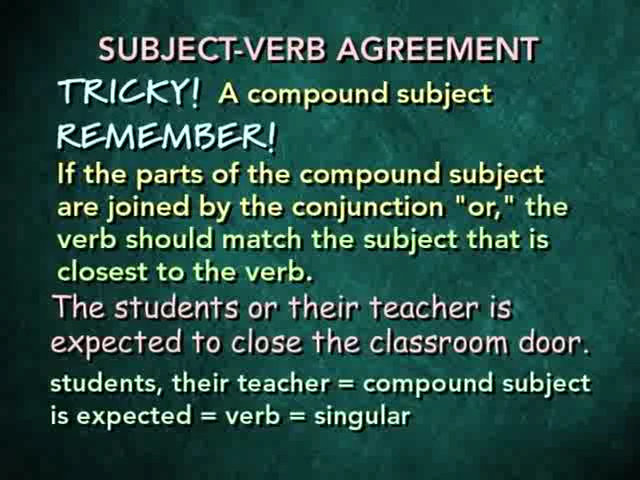 SUBJECT-VERB AGREEMENT
TRICKY! A compound subject
REMEMBER!
If the parts of the compound subject
are joined by the conjunction "or," the
verb should match the subject that is
closest to the verb.
The students or their teacher is
expected to close the classroom door.
students, their teacher = compound subject
is expected = verb = singular